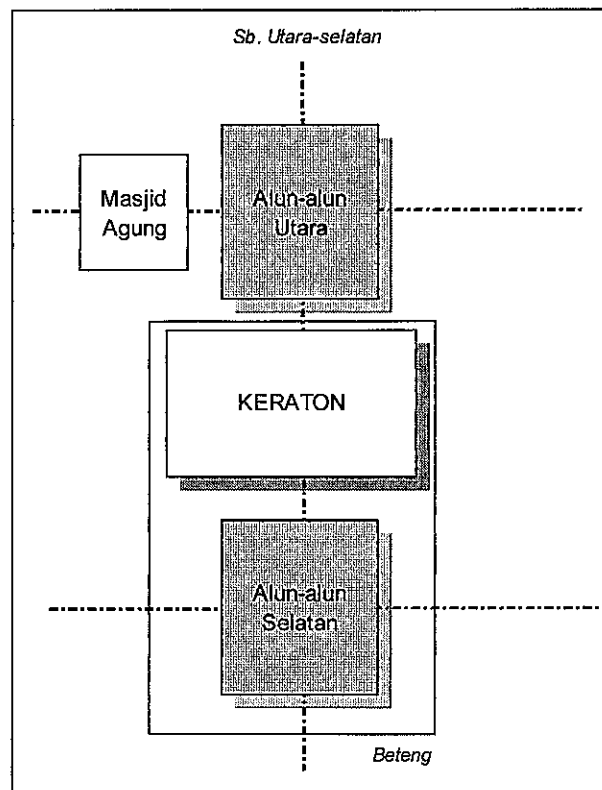 Sb. Utara-selatan
Masjid
Agung
Alun-alun
Utara
KERATON
Alun-alun
Selatan
Beteng